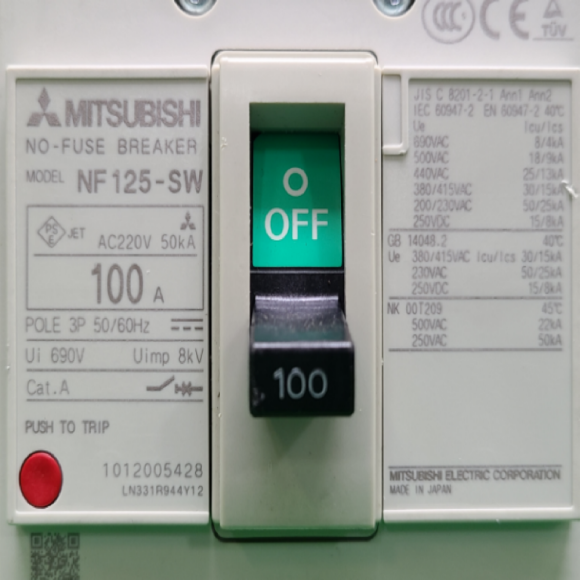 CCC CE TÜV
MITSUBISHI
NO-FUSE BREAKER
MODEL NF125-SW
PS E JET AC220V 50kA
100 A
POLE 3P 50/60Hz
Ui 690V Uimp 8kV
Cat.A
PUSH TO TRIP
1012005428
LN331R944Y12
O
OFF
100
JIS C 8201-2-1 Ann1 Ann2
IEC 60947-2 EN 60947-2 40℃
Ue Icu/Ics
690VAC 8/4kA
500VAC 18/9kA
440VAC 25/13kA
380/415VAC 30/15kA
200/230VAC 50/25kA
250VDC 15/8kA
GB 14048.2 40℃
Ue 380/415VAC Icu/Ics 30/15kA
230VAC 50/25kA
250VDC 15/8kA
NK 00T209 45℃
500VAC 22kA
250VAC 50kA
MITSUBISHI ELECTRIC CORPORATION
MADE IN JAPAN